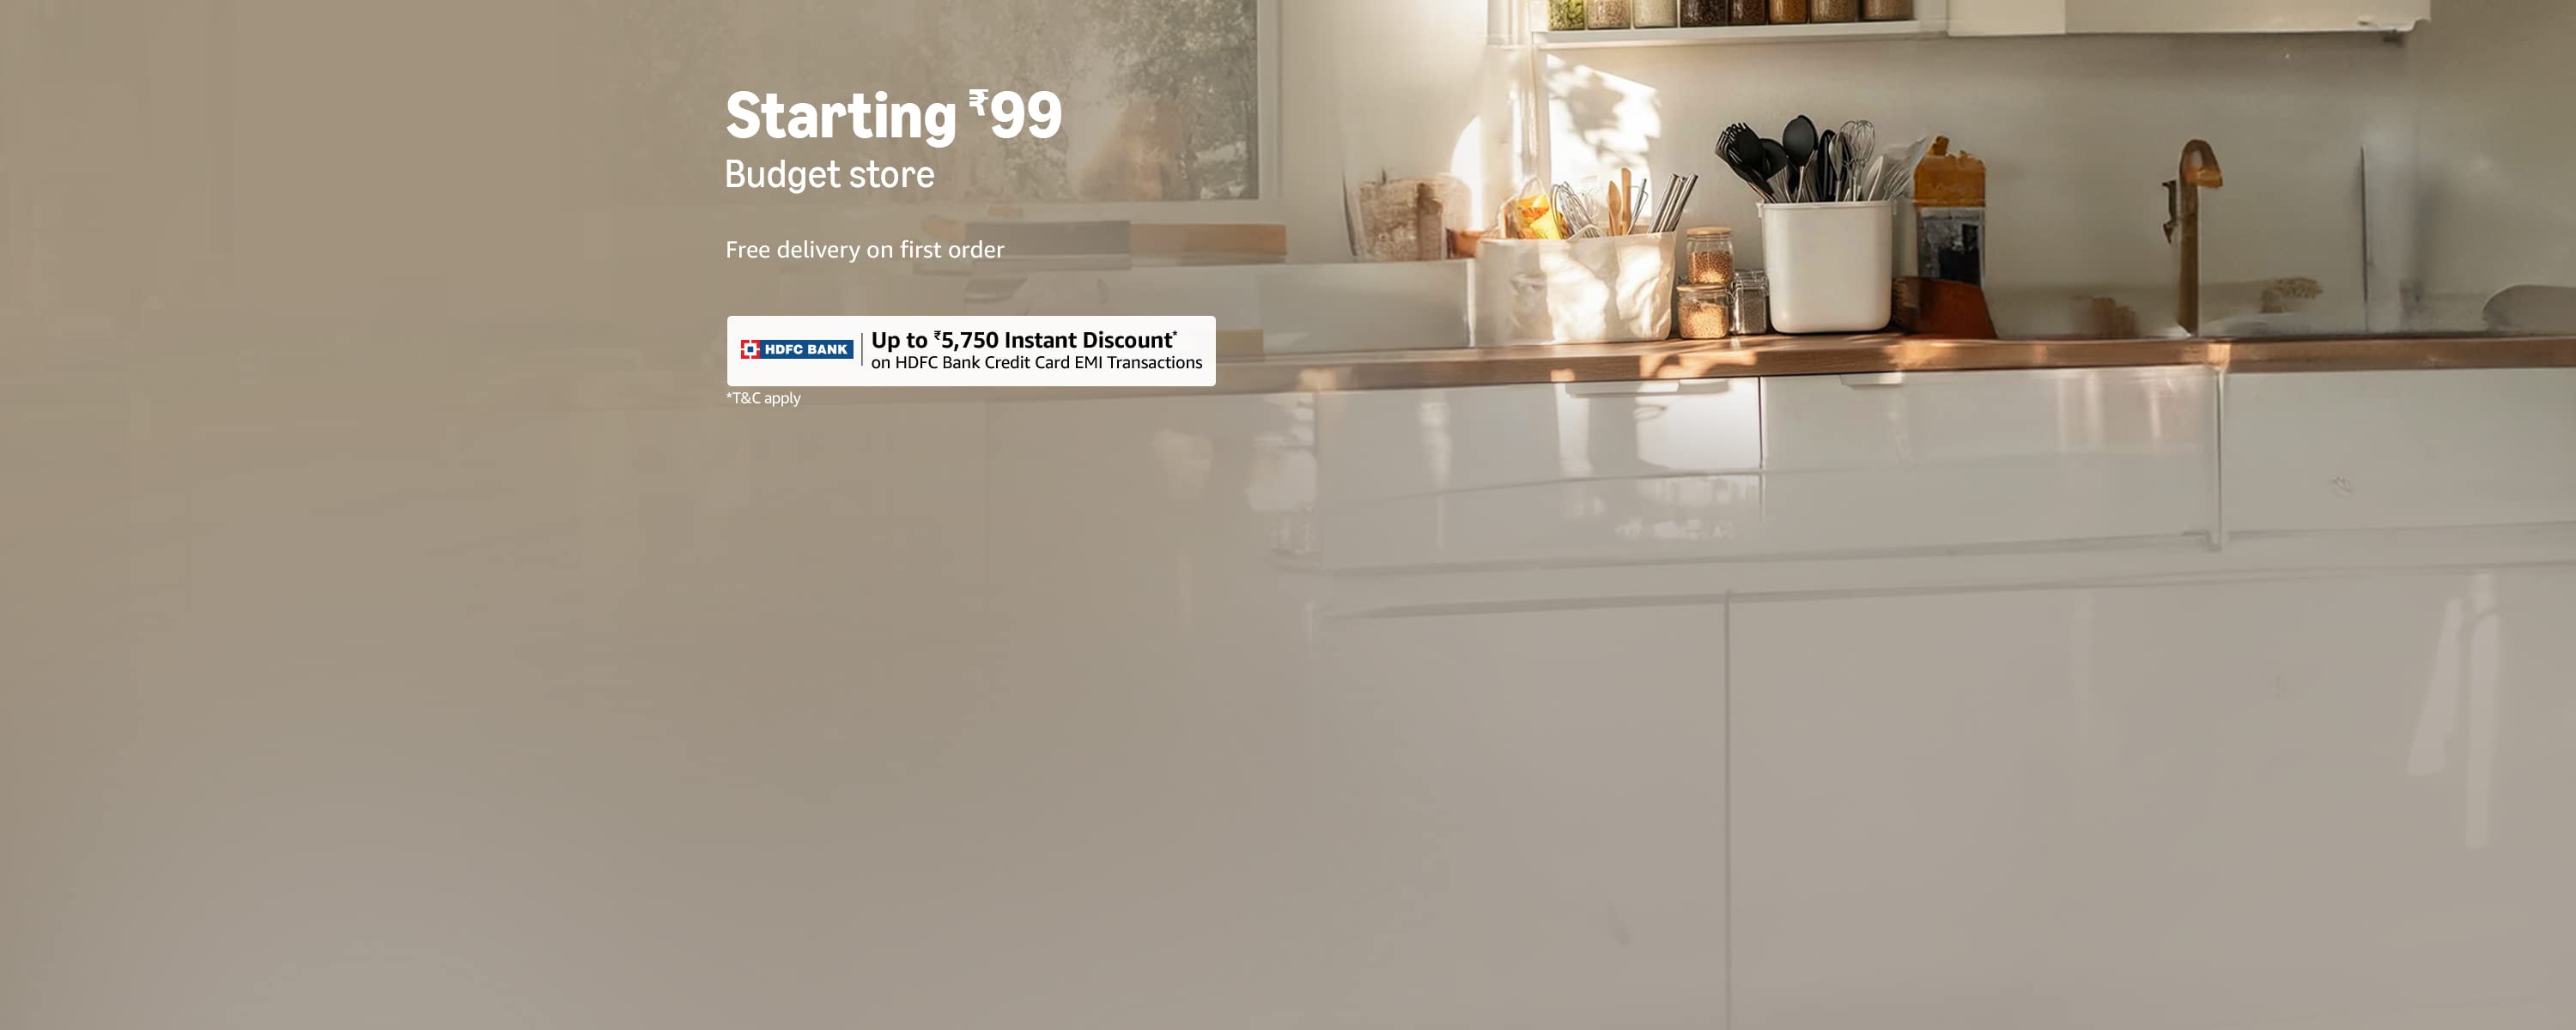 Starting ₹99
Budget store
Free delivery on first order
HDFC BANK
Up to ₹5,750 Instant Discount*
on HDFC Bank Credit Card EMI Transactions
*T&C apply